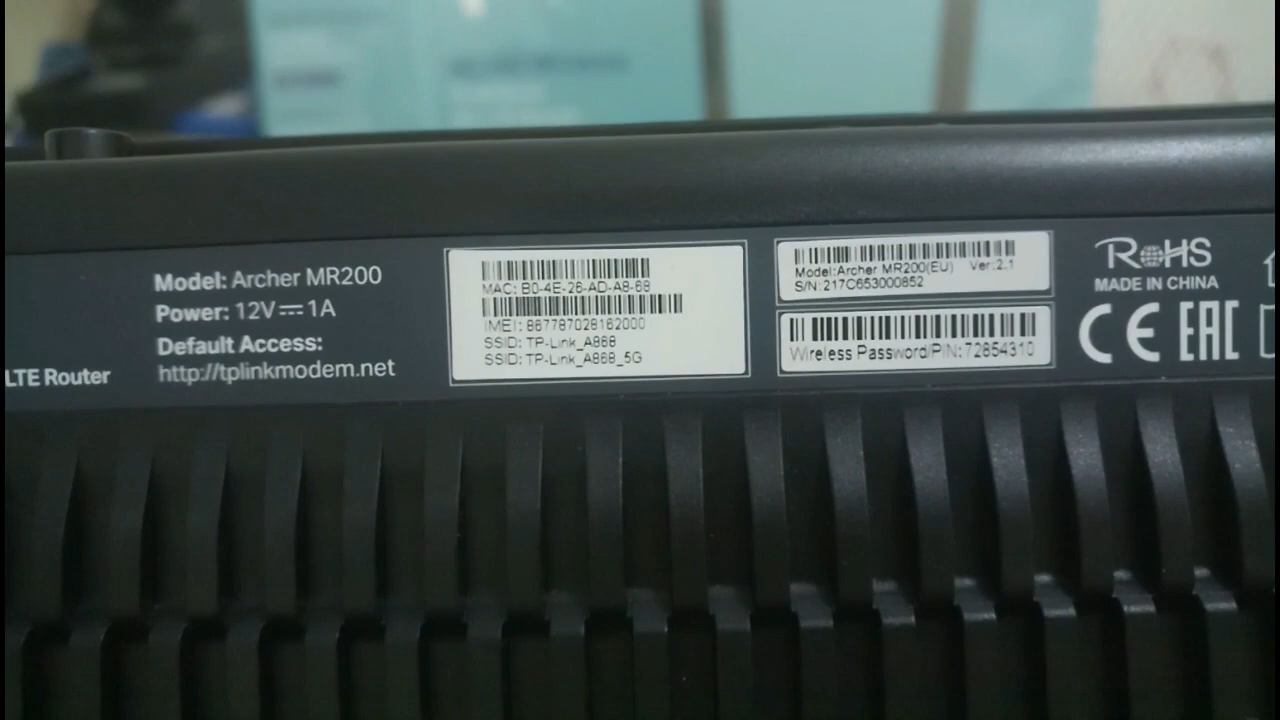 LTE Router
Model: Archer MR200
Power: 12V⎓1A
Default Access:
http://tplinkmodem.net
MAC: B0-4E-26-AD-A8-68
IMEI: 867787028162000
SSID: TP-Link_A868
SSID: TP-Link_A868_5G
Model:Archer MR200(EU) Ver:2.1
S/N: 217C653000852
Wireless Password/PIN: 72854310
RoHS
MADE IN CHINA
CE EAC